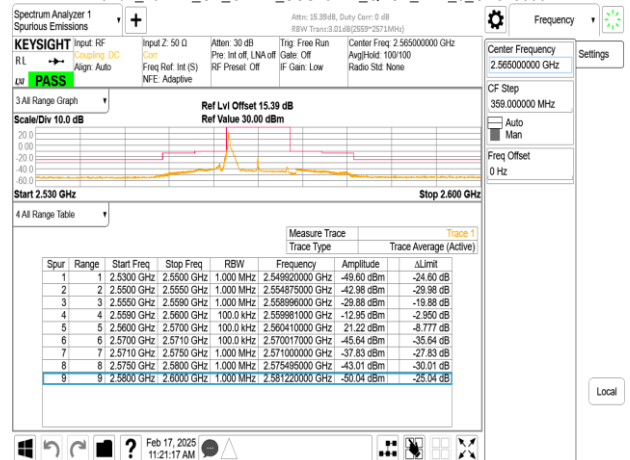 Spectrum Analyzer 1
Spurious Emissions
Attn: 15.39dB, Duty Corr: 0 dB
RBW Trans:3.01dB(2559~2571MHz)
Frequency
KEYSIGHT
RL
PASS
Input: RF
Coupling: DC
Align: Auto
Input Z: 50 Ω
Corr
Freq Ref: Int (S)
NFE: Adaptive
Atten: 30 dB
Pre: Int off, LNA off
RF Preset: Off
Trig: Free Run
Gate: Off
IF Gain: Low
Center Freq: 2.565000000 GHz
Avg|Hold: 100/100
Radio Std: None
Center Frequency
2.565000000 GHz
Settings
CF Step
359.000000 MHz
Auto
Man
Freq Offset
0 Hz
3 All Range Graph
Scale/Div 10.0 dB
Ref Lvl Offset 15.39 dB
Ref Value 30.00 dBm
20.0
0.00
-20.0
-40.0
-60.0
Start 2.530 GHz
Stop 2.600 GHz
4 All Range Table
Measure Trace Trace 1
Trace Type Trace Average (Active)
Spur Range Start Freq Stop Freq RBW Frequency Amplitude ΔLimit
1 1 2.5300 GHz 2.5500 GHz 1.000 MHz 2.549920000 GHz -49.60 dBm -24.60 dB
2 2 2.5500 GHz 2.5550 GHz 1.000 MHz 2.554875000 GHz -42.98 dBm -29.98 dB
3 3 2.5550 GHz 2.5590 GHz 1.000 MHz 2.558996000 GHz -29.88 dBm -19.88 dB
4 4 2.5590 GHz 2.5600 GHz 100.0 kHz 2.559981000 GHz -12.95 dBm -2.950 dB
5 5 2.5600 GHz 2.5700 GHz 100.0 kHz 2.560410000 GHz 21.22 dBm -8.777 dB
6 6 2.5700 GHz 2.5710 GHz 100.0 kHz 2.570017000 GHz -45.64 dBm -35.64 dB
7 7 2.5710 GHz 2.5750 GHz 1.000 MHz 2.571000000 GHz -37.83 dBm -27.83 dB
8 8 2.5750 GHz 2.5800 GHz 1.000 MHz 2.575495000 GHz -43.01 dBm -30.01 dB
9 9 2.5800 GHz 2.6000 GHz 1.000 MHz 2.581220000 GHz -50.04 dBm -25.04 dB
Local
?
Feb 17, 2025
11:21:17 AM